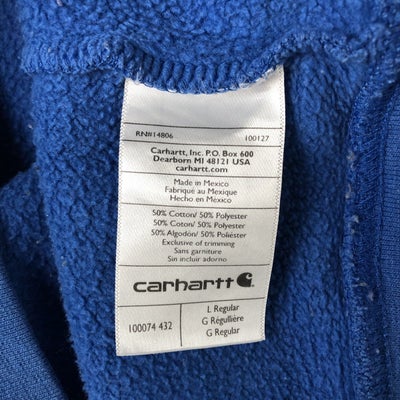 RN#14806 100127
Carhartt, Inc. P.O. Box 600
Dearborn MI 48121 USA
carhartt.com
Made in Mexico
Fabriqué au Mexique
Hecho en México
50% Cotton/ 50% Polyester
50% Coton/ 50% Polyester
50% Algodón/ 50% Poliéster
Exclusive of trimming
Sans garniture
Sin incluir adorno
carhartt
100074 432
L Regular
G Régulière
G Regular